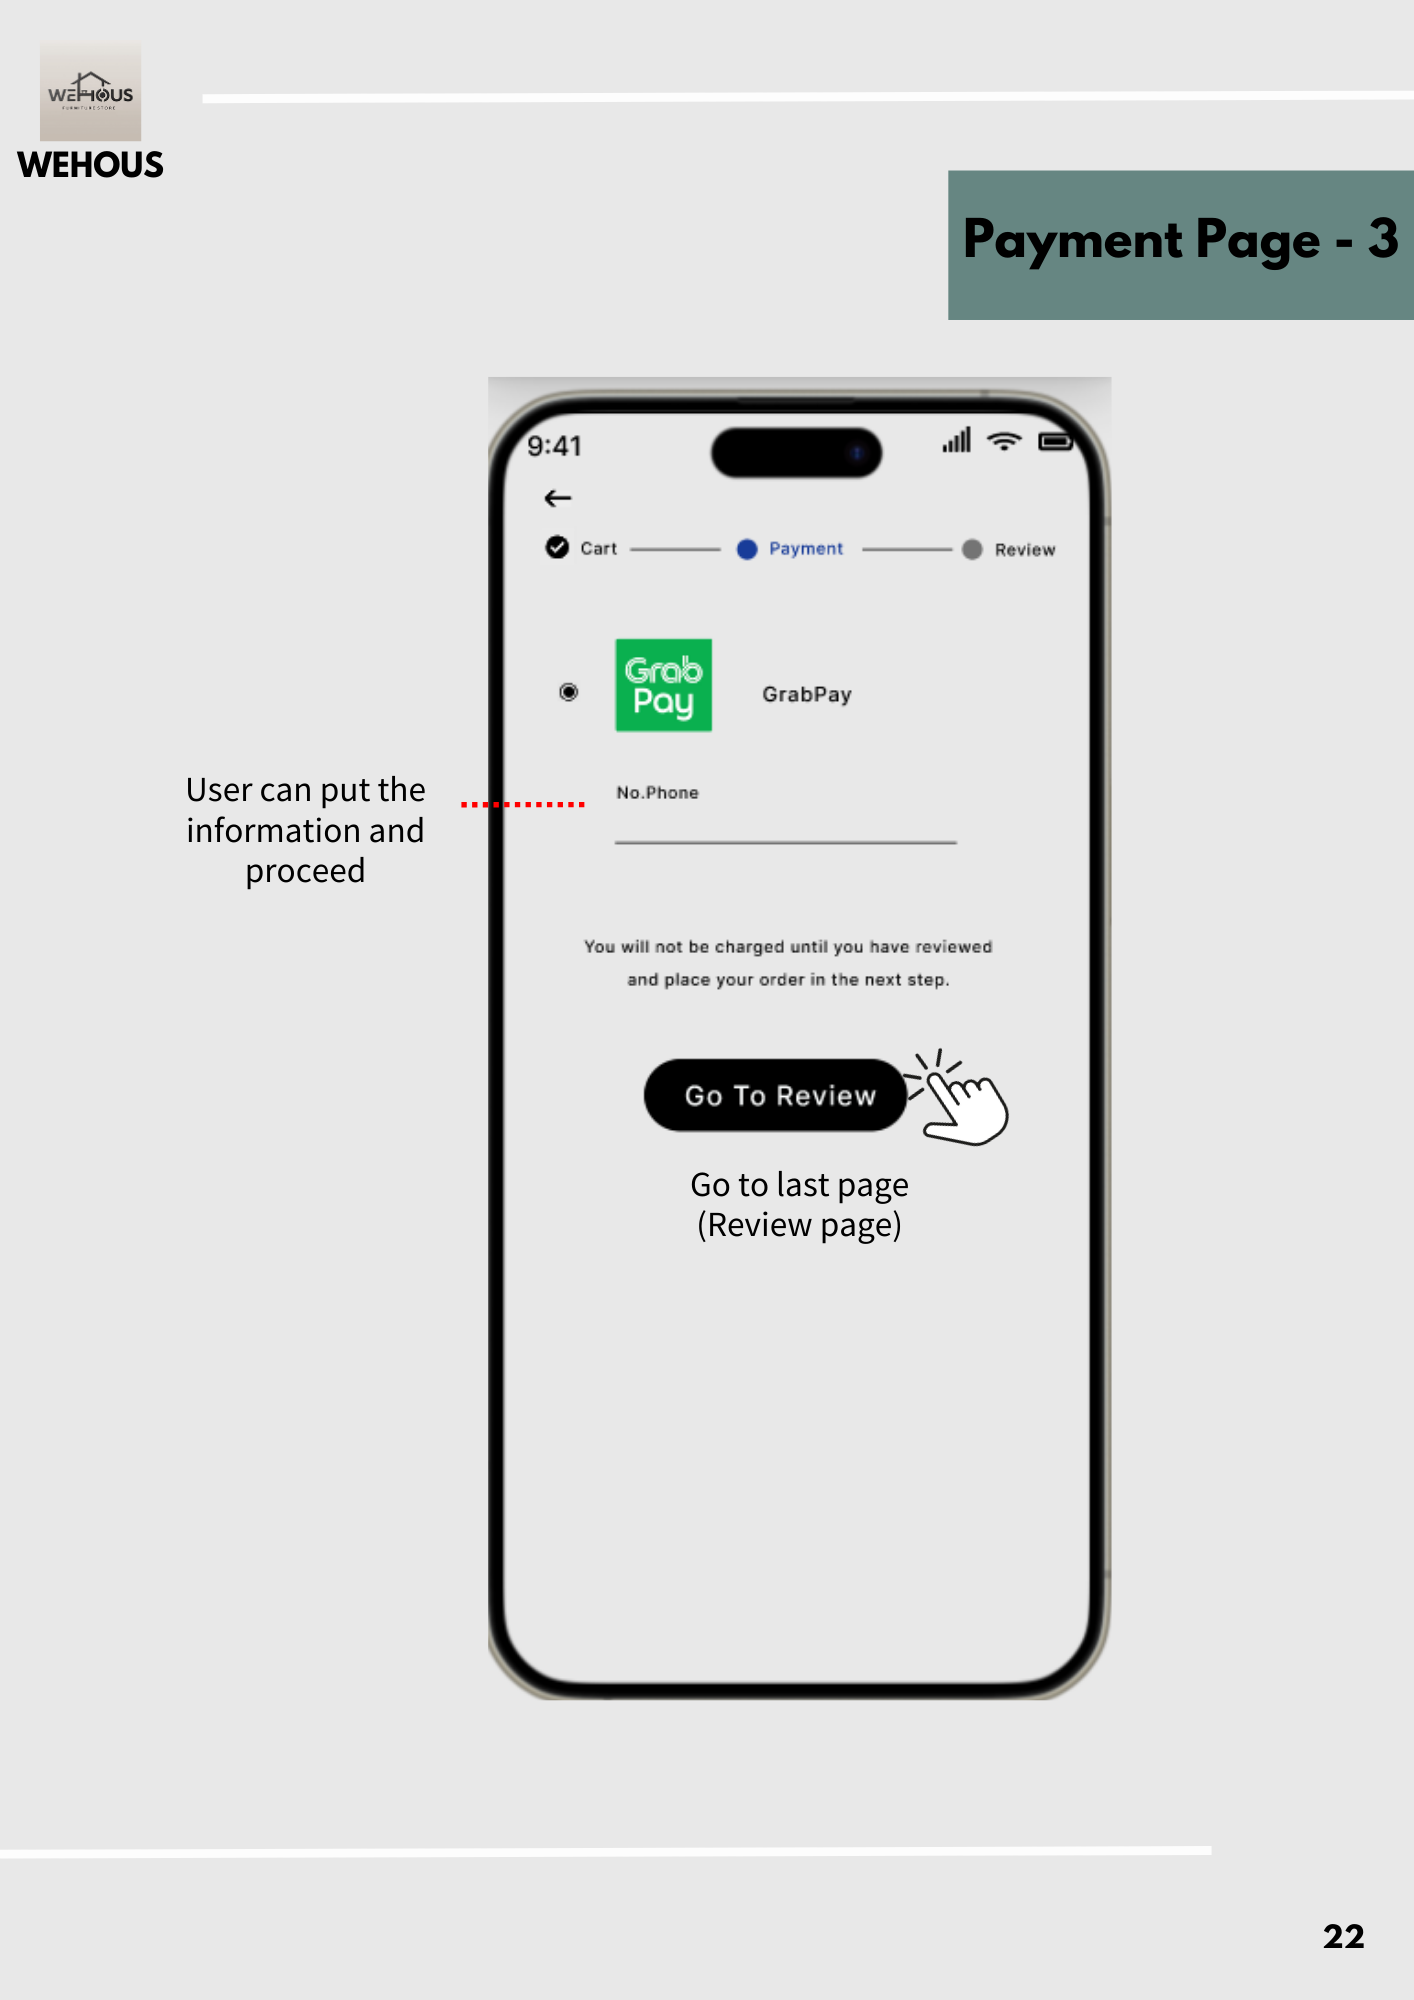 WEHOUS
FURNITURE STORE
WEHOUS
Payment Page - 3
9:41
Cart
Payment
Review
Grab
Pay
GrabPay
User can put the
information and
proceed
No.Phone
You will not be charged until you have reviewed
and place your order in the next step.
Go To Review
Go to last page
(Review page)
22